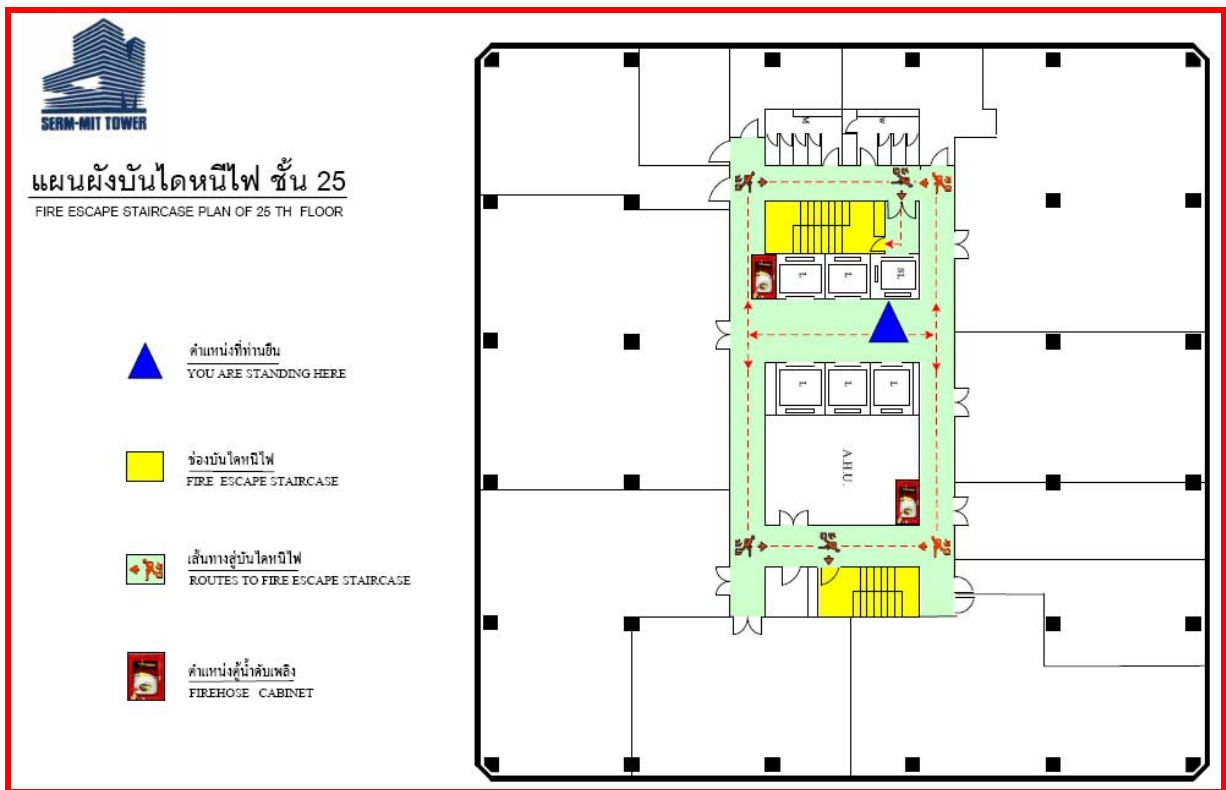 SERM-MIT TOWER
แผนผังบันไดหนีไฟ ชั้น 25
FIRE ESCAPE STAIRCASE PLAN OF 25 TH FLOOR
ตำแหน่งที่ท่านยืน
YOU ARE STANDING HERE
ช่องบันไดหนีไฟ
FIRE ESCAPE STAIRCASE
เส้นทางสู่บันไดหนีไฟ
ROUTES TO FIRE ESCAPE STAIRCASE
ตำแหน่งตู้น้ำดับเพลิง
FIREHOSE CABINET
M
W
L
L
SL
L
L
L
A.H.U.